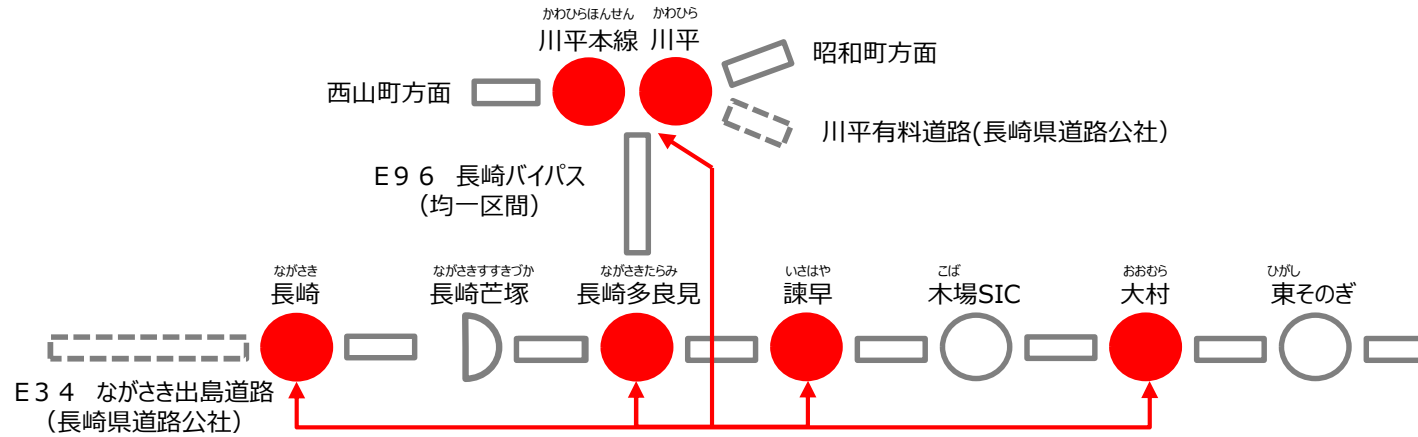 かわひらほんせん かわひら
川平本線 川平
昭和町方面
西山町方面
川平有料道路(長崎県道路公社）
E96 長崎バイパス
（均一区間）
ながさき ながさきすすきづか ながさきたらみ いさはや こば おおむら ひがし
長崎 長崎芒塚 長崎多良見 諫早 木場SIC 大村 東そのぎ
E34 ながさき出島道路
（長崎県道路公社）